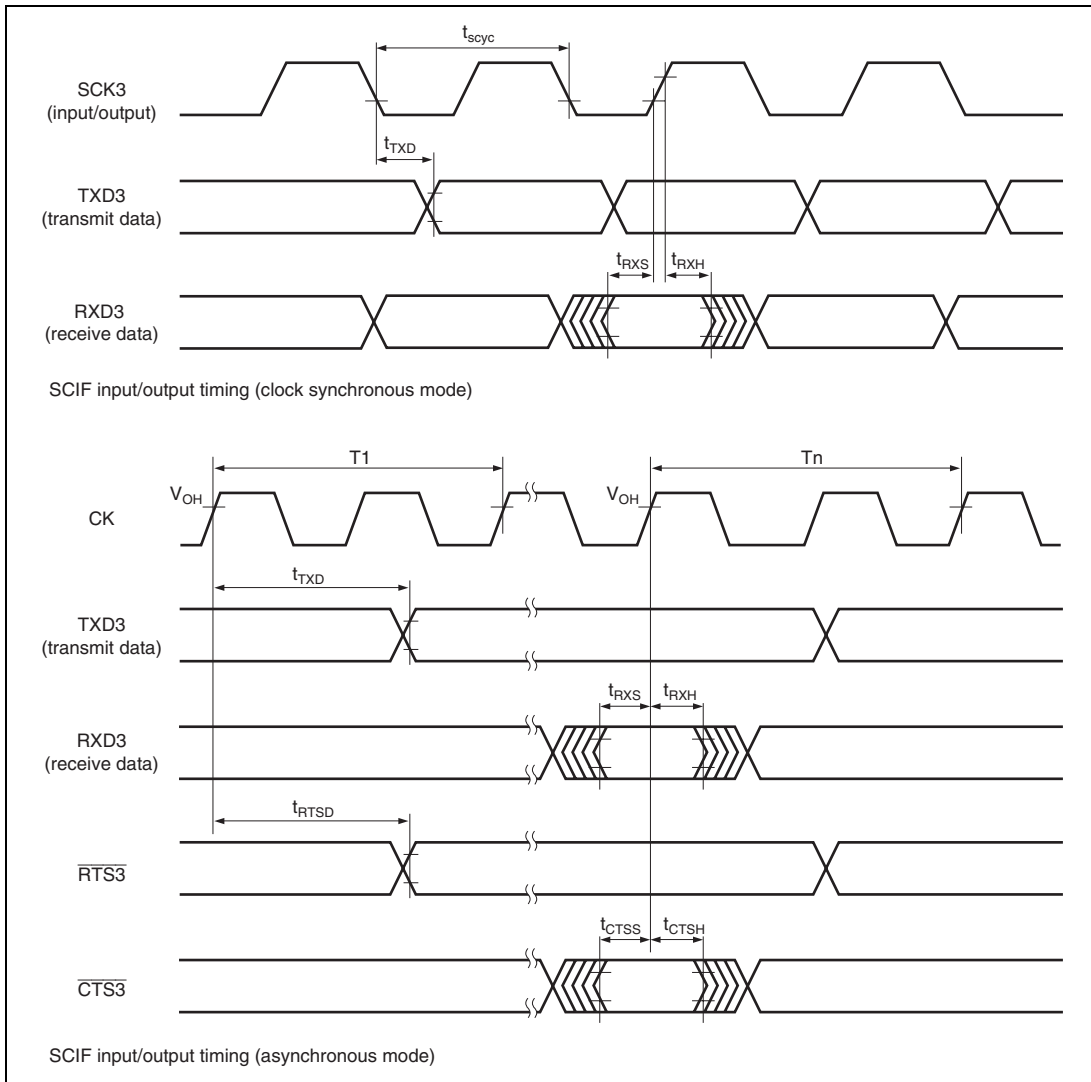 tscyc
SCK3
(input/output)
tTXD
TXD3
(transmit data)
tRXS tRXH
RXD3
(receive data)
SCIF input/output timing (clock synchronous mode)
T1 Tn
VOH VOH
CK
tTXD
TXD3
(transmit data)
tRXS tRXH
RXD3
(receive data)
tRTSD
RTS3
tCTSS tCTSH
CTS3
SCIF input/output timing (asynchronous mode)